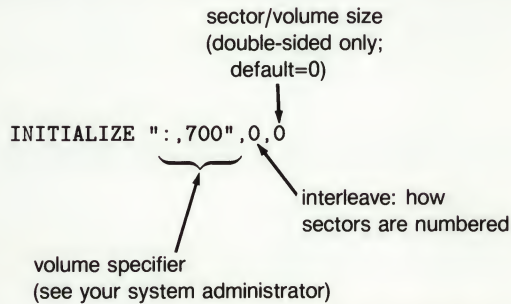 sector/volume size
(double-sided only;
default=0)
INITIALIZE ":,700",0,0
interleave: how
sectors are numbered
volume specifier
(see your system administrator)